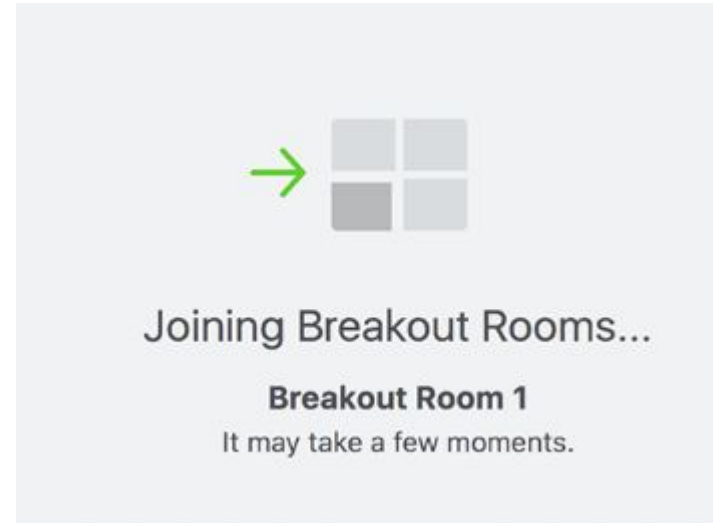 Joining Breakout Rooms...
Breakout Room 1
It may take a few moments.